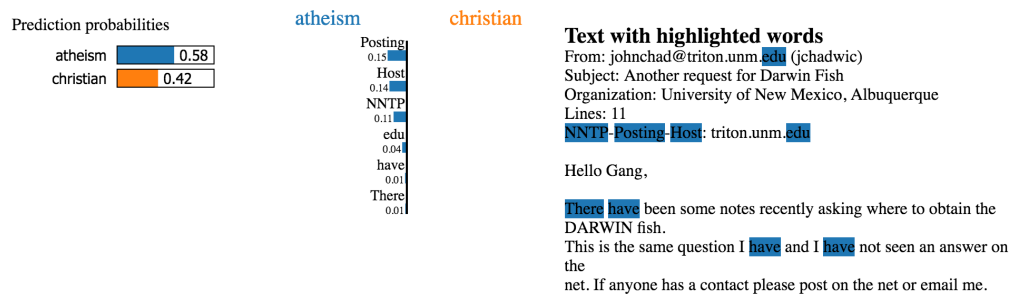 Prediction probabilities
atheism 0.58
christian 0.42
atheism christian
Posting
0.15
Host
0.14
NNTP
0.11
edu
0.04
have
0.01
There
0.01
Text with highlighted words
From: johnchad@triton.unm.edu (jchadwic)
Subject: Another request for Darwin Fish
Organization: University of New Mexico, Albuquerque
Lines: 11
NNTP-Posting-Host: triton.unm.edu
Hello Gang,
There have been some notes recently asking where to obtain the
DARWIN fish.
This is the same question I have and I have not seen an answer on
the
net. If anyone has a contact please post on the net or email me.